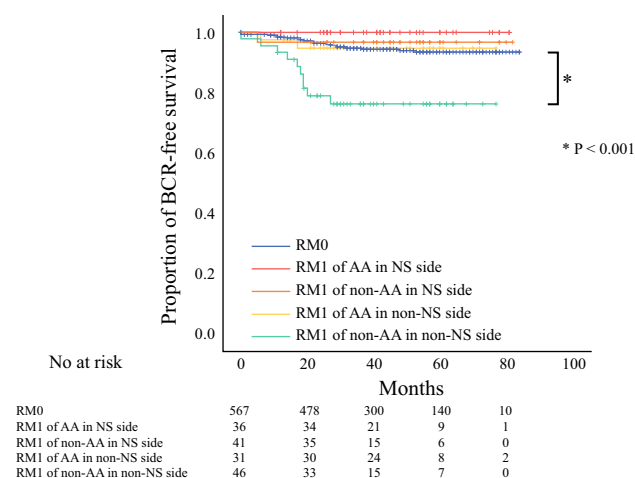 Proportion of BCR-free survival
1.0
0.8
0.6
0.4
0.2
0.0
*
* P < 0.001
RM0
RM1 of AA in NS side
RM1 of non-AA in NS side
RM1 of AA in non-NS side
RM1 of non-AA in non-NS side
No at risk
0 20 40 60 80 100
Months
RM0 567 478 300 140 10
RM1 of AA in NS side 36 34 21 9 1
RM1 of non-AA in NS side 41 35 15 6 0
RM1 of AA in non-NS side 31 30 24 8 2
RM1 of non-AA in non-NS side 46 33 15 7 0